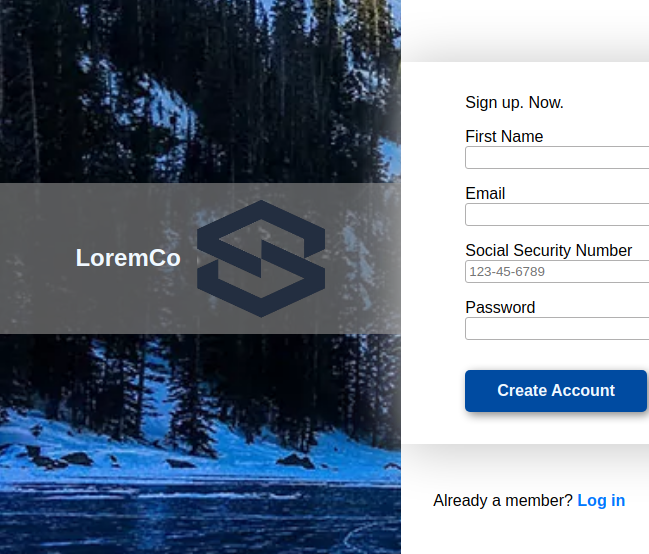 LoremCo
Sign up. Now.
First Name
Email
Social Security Number
123-45-6789
Password
Create Account
Already a member? Log in